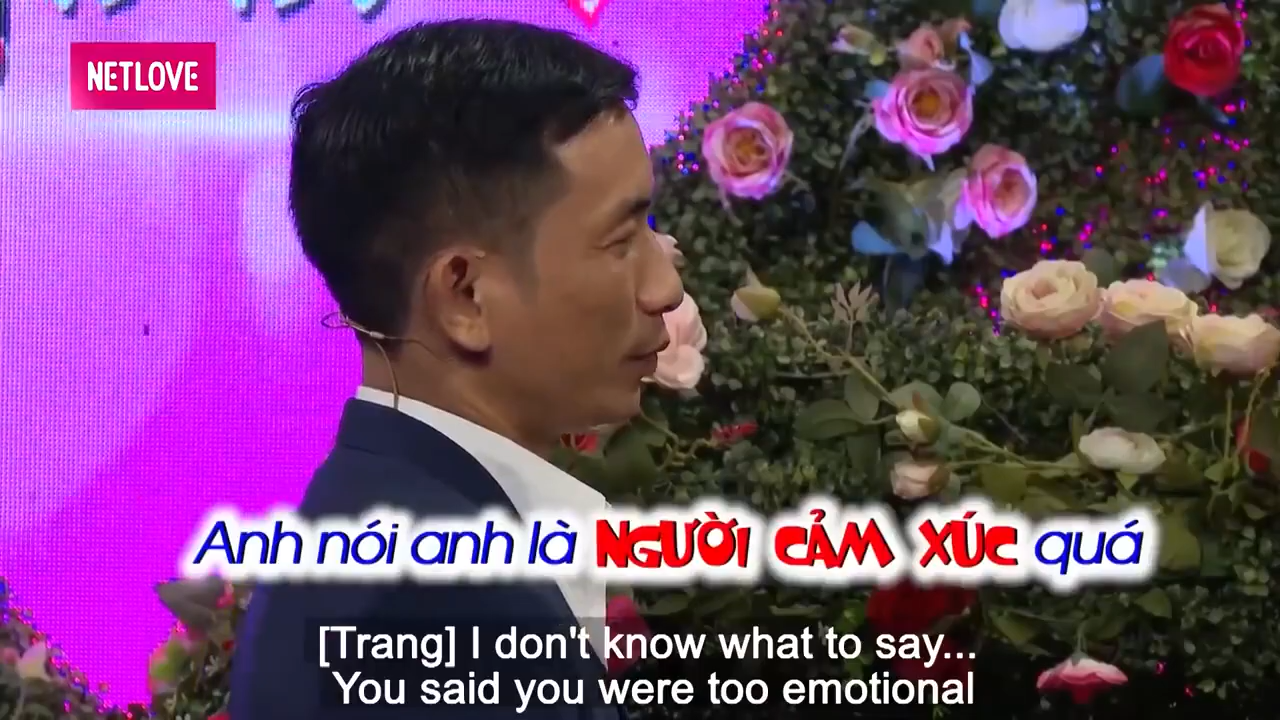 NETLOVE
Anh nói anh là NGƯỜI CẢM XÚC quá
[Trang] I don't know what to say...
You said you were too emotional